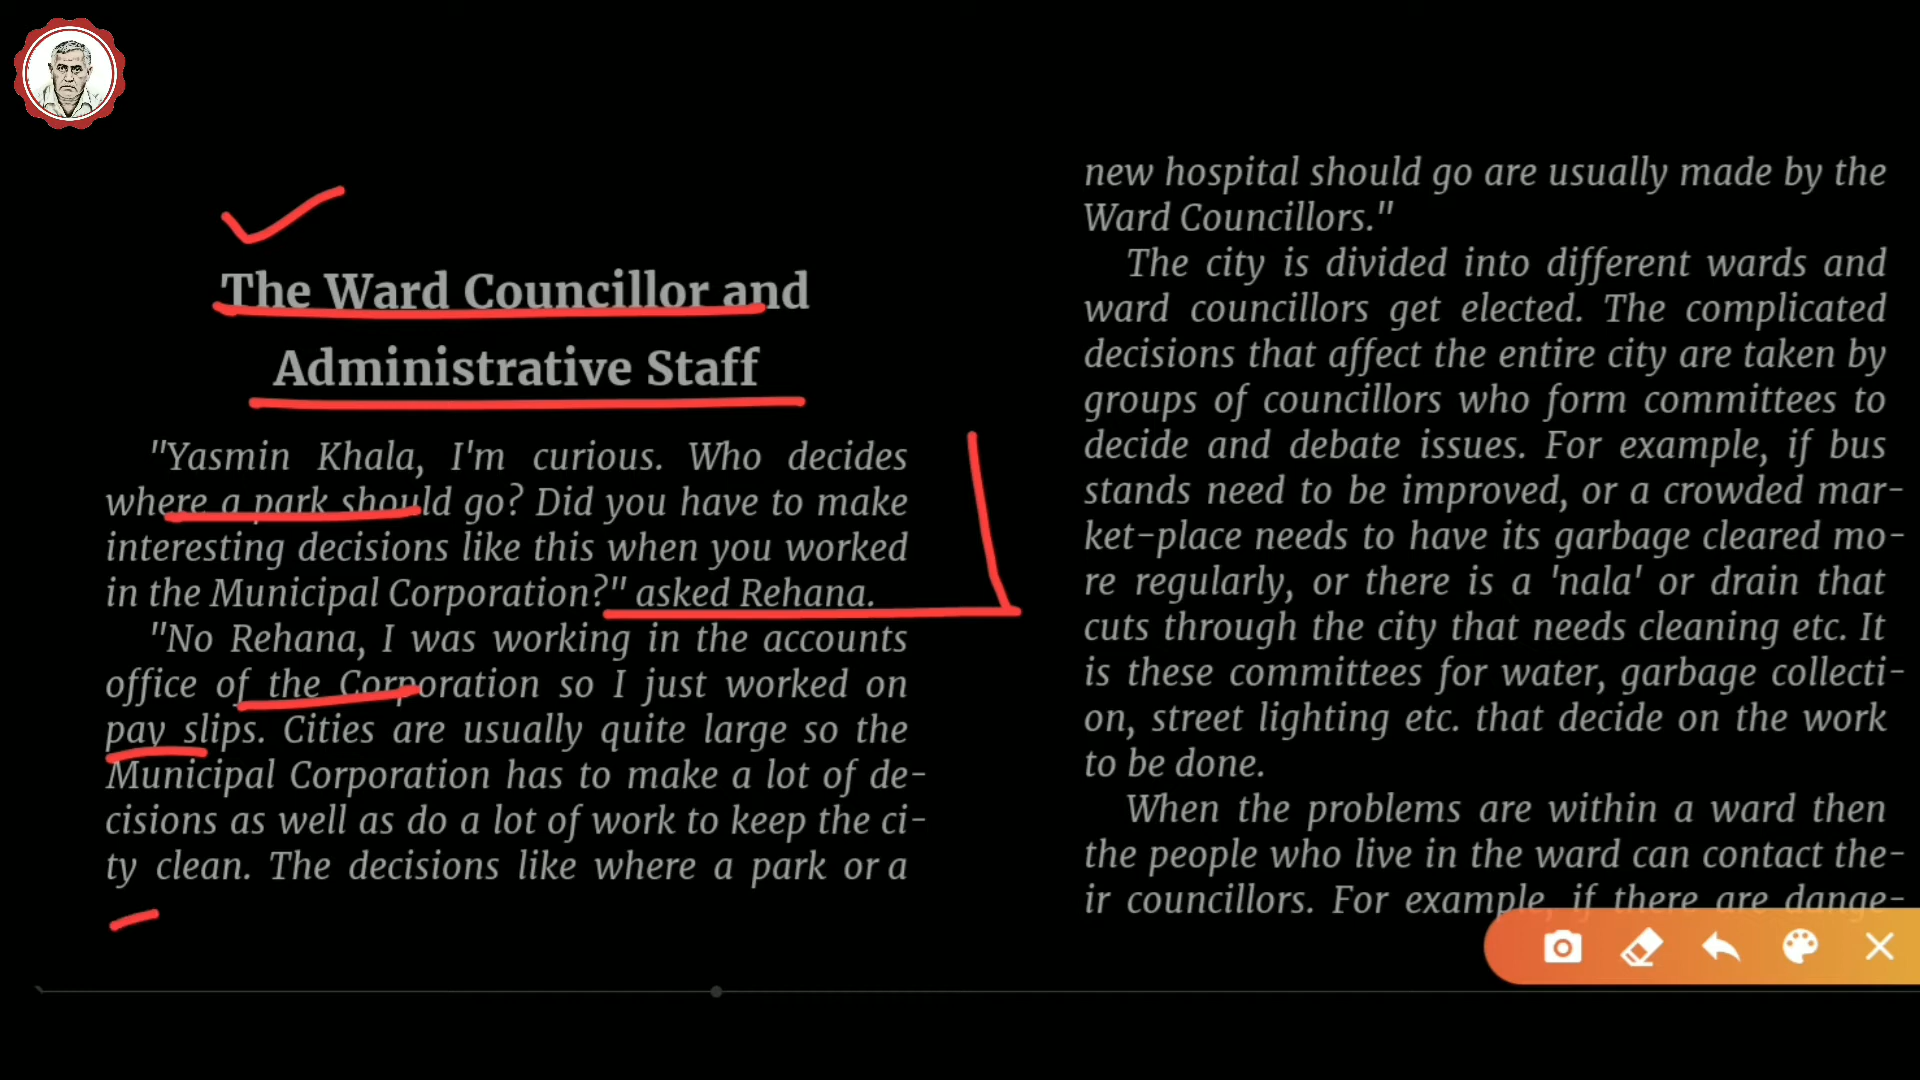 The Ward Councillor and
Administrative Staff
"Yasmin Khala, I'm curious. Who decides
where a park should go? Did you have to make
interesting decisions like this when you worked
in the Municipal Corporation?" asked Rehana.
"No Rehana, I was working in the accounts
office of the Corporation so I just worked on
pay slips. Cities are usually quite large so the
Municipal Corporation has to make a lot of de-
cisions as well as do a lot of work to keep the ci-
ty clean. The decisions like where a park or a
new hospital should go are usually made by the
Ward Councillors."
The city is divided into different wards and
ward councillors get elected. The complicated
decisions that affect the entire city are taken by
groups of councillors who form committees to
decide and debate issues. For example, if bus
stands need to be improved, or a crowded mar-
ket-place needs to have its garbage cleared mo-
re regularly, or there is a 'nala' or drain that
cuts through the city that needs cleaning etc. It
is these committees for water, garbage collecti-
on, street lighting etc. that decide on the work
to be done.
When the problems are within a ward then
the people who live in the ward can contact the-
ir councillors. For example, if there are dange-